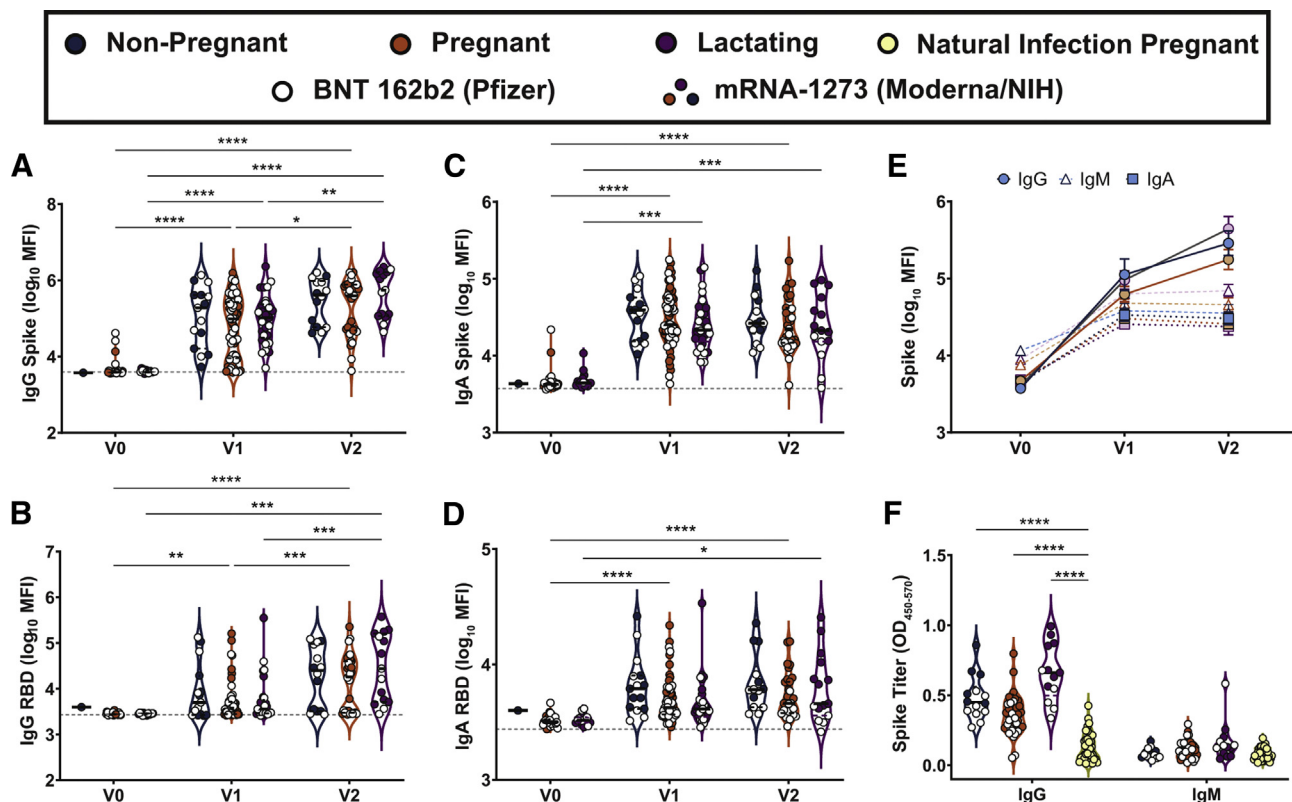 Non-Pregnant Pregnant Lactating Natural Infection Pregnant
BNT 162b2 (Pfizer) mRNA-1273 (Moderna/NIH)
A
****
****
**** **
**** *
IgG Spike (log10 MFI)
8
6
4
2
V0 V1 V2
C
****
***
****
***
IgA Spike (log10 MFI)
6
5
4
3
V0 V1 V2
E
IgG IgM IgA
Spike (log10 MFI)
6
5
4
3
V0 V1 V2
B
****
***
***
** ***
IgG RBD (log10 MFI)
7
6
5
4
3
2
V0 V1 V2
D
****
*
****
IgA RBD (log10 MFI)
5
4
3
V0 V1 V2
F
****
****
****
Spike Titer (OD450-570)
1.5
1.0
0.5
0.0
IgG IgM